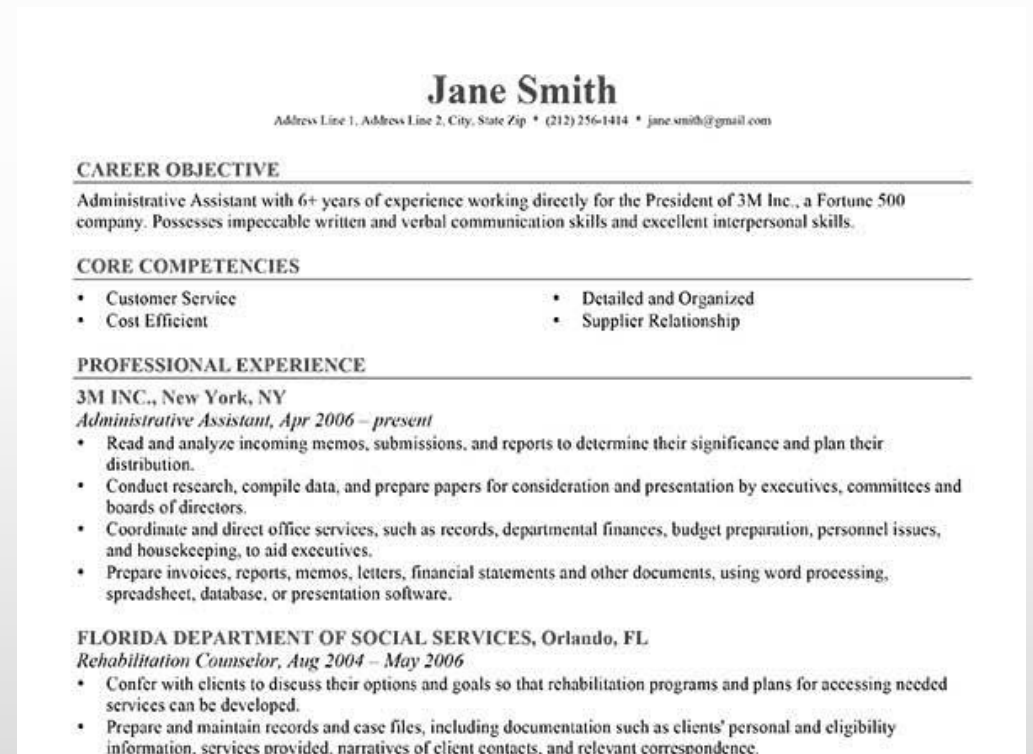 Jane Smith
Address Line 1, Address Line 2, City, State Zip * (212) 256-1414 * jane.smith@gmail.com
CAREER OBJECTIVE
Administrative Assistant with 6+ years of experience working directly for the President of 3M Inc., a Fortune 500
company. Possesses impeccable written and verbal communication skills and excellent interpersonal skills.
CORE COMPETENCIES
• Customer Service
• Cost Efficient
• Detailed and Organized
• Supplier Relationship
PROFESSIONAL EXPERIENCE
3M INC., New York, NY
Administrative Assistant, Apr 2006 – present
• Read and analyze incoming memos, submissions, and reports to determine their significance and plan their
distribution.
• Conduct research, compile data, and prepare papers for consideration and presentation by executives, committees and
boards of directors.
• Coordinate and direct office services, such as records, departmental finances, budget preparation, personnel issues,
and housekeeping, to aid executives.
• Prepare invoices, reports, memos, letters, financial statements and other documents, using word processing,
spreadsheet, database, or presentation software.
FLORIDA DEPARTMENT OF SOCIAL SERVICES, Orlando, FL
Rehabilitation Counselor, Aug 2004 – May 2006
• Confer with clients to discuss their options and goals so that rehabilitation programs and plans for accessing needed
services can be developed.
• Prepare and maintain records and case files, including documentation such as clients' personal and eligibility
information, services provided, narratives of client contacts, and relevant correspondence.